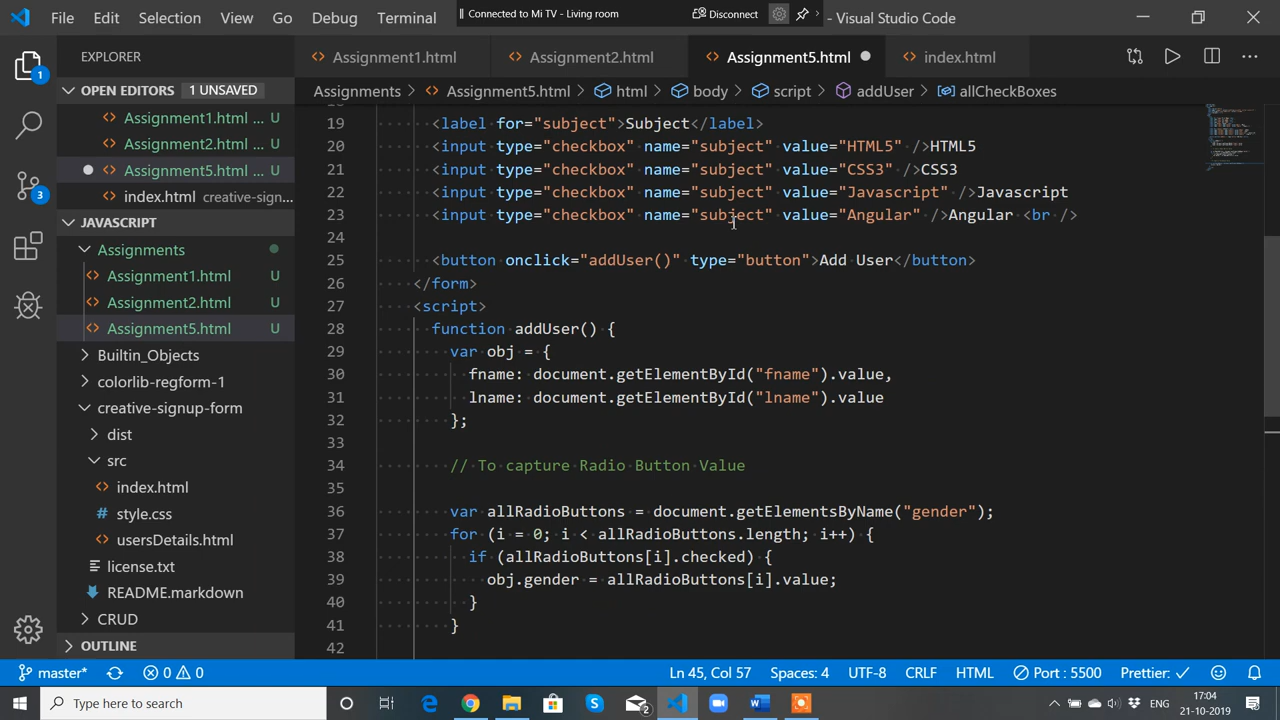 File Edit Selection View Go Debug Terminal
Connected to Mi TV - Living room
Disconnect
- Visual Studio Code
EXPLORER
OPEN EDITORS 1 UNSAVED
Assignment1.html ... U
Assignment2.html ... U
Assignment5.html ... U
index.html creative-sign...
JAVASCRIPT
Assignments
Assignment1.html U
Assignment2.html U
Assignment5.html U
Builtin_Objects
colorlib-regform-1
creative-signup-form
dist
src
index.html
style.css
usersDetails.html
license.txt
README.markdown
CRUD
OUTLINE
1
3
Assignment1.html Assignment2.html Assignment5.html index.html
Assignments Assignment5.html html body script addUser allCheckBoxes
19 <label for="subject">Subject</label>
20 <input type="checkbox" name="subject" value="HTML5" />HTML5
21 <input type="checkbox" name="subject" value="CSS3" />CSS3
22 <input type="checkbox" name="subject" value="Javascript" />Javascript
23 <input type="checkbox" name="subject" value="Angular" />Angular <br />
24
25 <button onclick="addUser()" type="button">Add User</button>
26 </form>
27 <script>
28 function addUser() {
29 var obj = {
30 fname: document.getElementById("fname").value,
31 lname: document.getElementById("lname").value
32 };
33
34 // To capture Radio Button Value
35
36 var allRadioButtons = document.getElementsByName("gender");
37 for (i = 0; i < allRadioButtons.length; i++) {
38 if (allRadioButtons[i].checked) {
39 obj.gender = allRadioButtons[i].value;
40 }
41 }
42
master* 0 0 Ln 45, Col 57 Spaces: 4 UTF-8 CRLF HTML Port : 5500 Prettier: ✓
Type here to search
2
ENG
17:04
21-10-2019